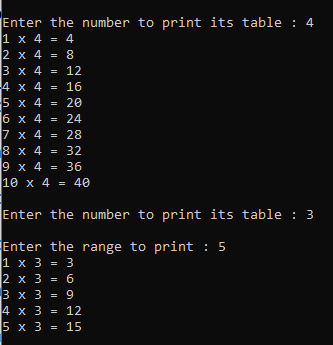 Enter the number to print its table : 4
1 x 4 = 4
2 x 4 = 8
3 x 4 = 12
4 x 4 = 16
5 x 4 = 20
6 x 4 = 24
7 x 4 = 28
8 x 4 = 32
9 x 4 = 36
10 x 4 = 40
Enter the number to print its table : 3
Enter the range to print : 5
1 x 3 = 3
2 x 3 = 6
3 x 3 = 9
4 x 3 = 12
5 x 3 = 15